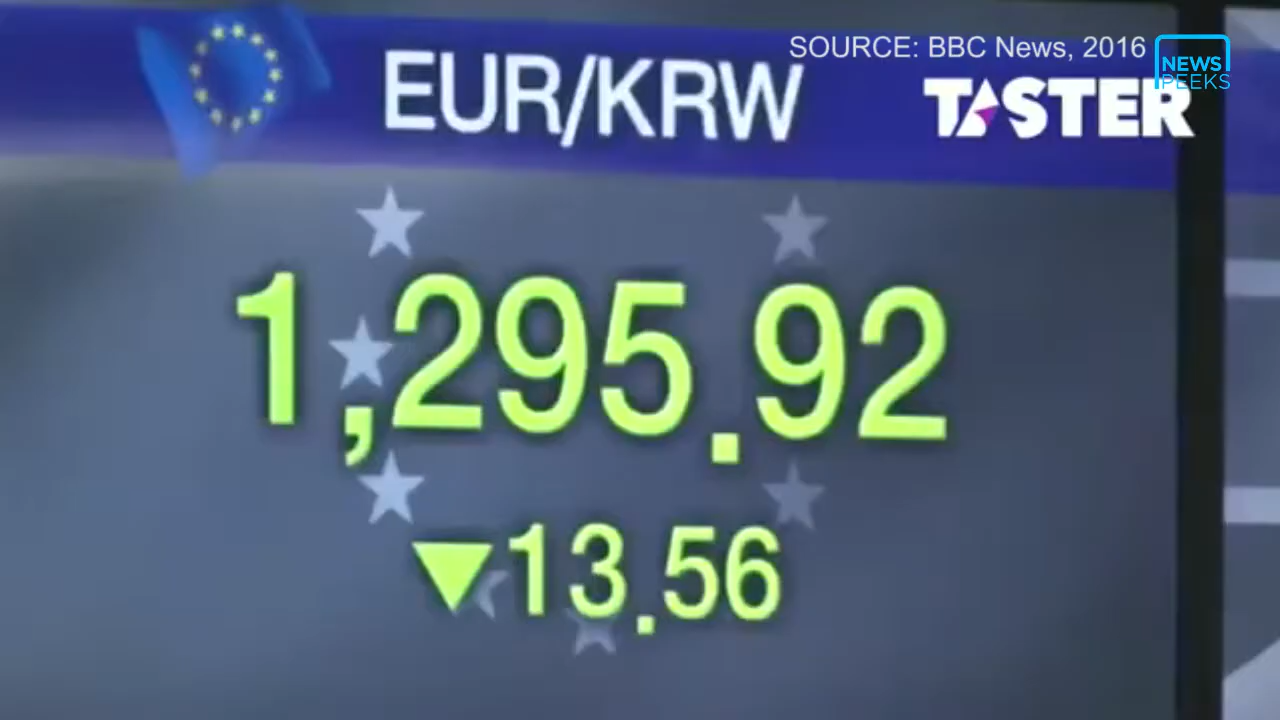 SOURCE: BBC News, 2016
NEWS
PEEKS
TASTER
EUR/KRW
1,295.92
▼13.56